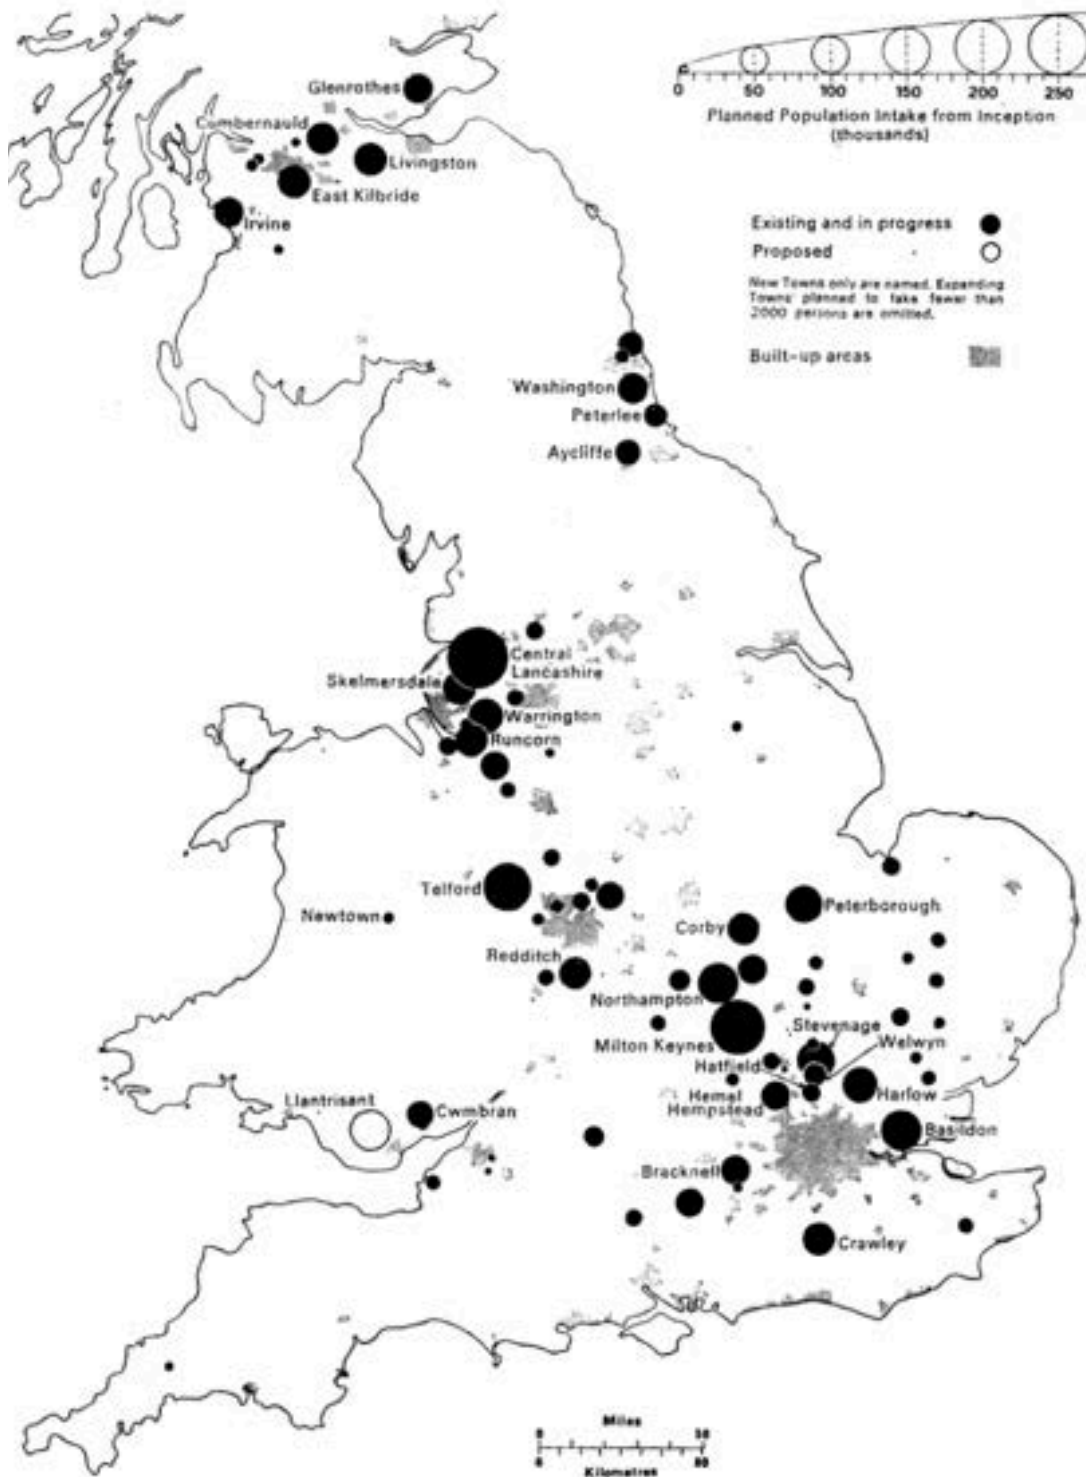 Glenrothes
Cumbernauld
Livingston
East Kilbride
Irvine
0 50 100 150 200 250
Planned Population Intake from Inception
(thousands)
Existing and in progress
Proposed
New Towns only are named. Expanding
Towns planned to take fewer than
2000 persons are omitted.
Built-up areas
Washington
Peterlee
Aycliffe
Central
Lancashire
Skelmersdale
Warrington
Runcorn
Telford
Newtown
Peterborough
Corby
Redditch
Northampton
Stevenage
Milton Keynes
Welwyn
Hatfield
Hemel
Hempstead
Harlow
Llantrisant
Cwmbran
Basildon
Bracknell
Crawley
Miles
Kilometres